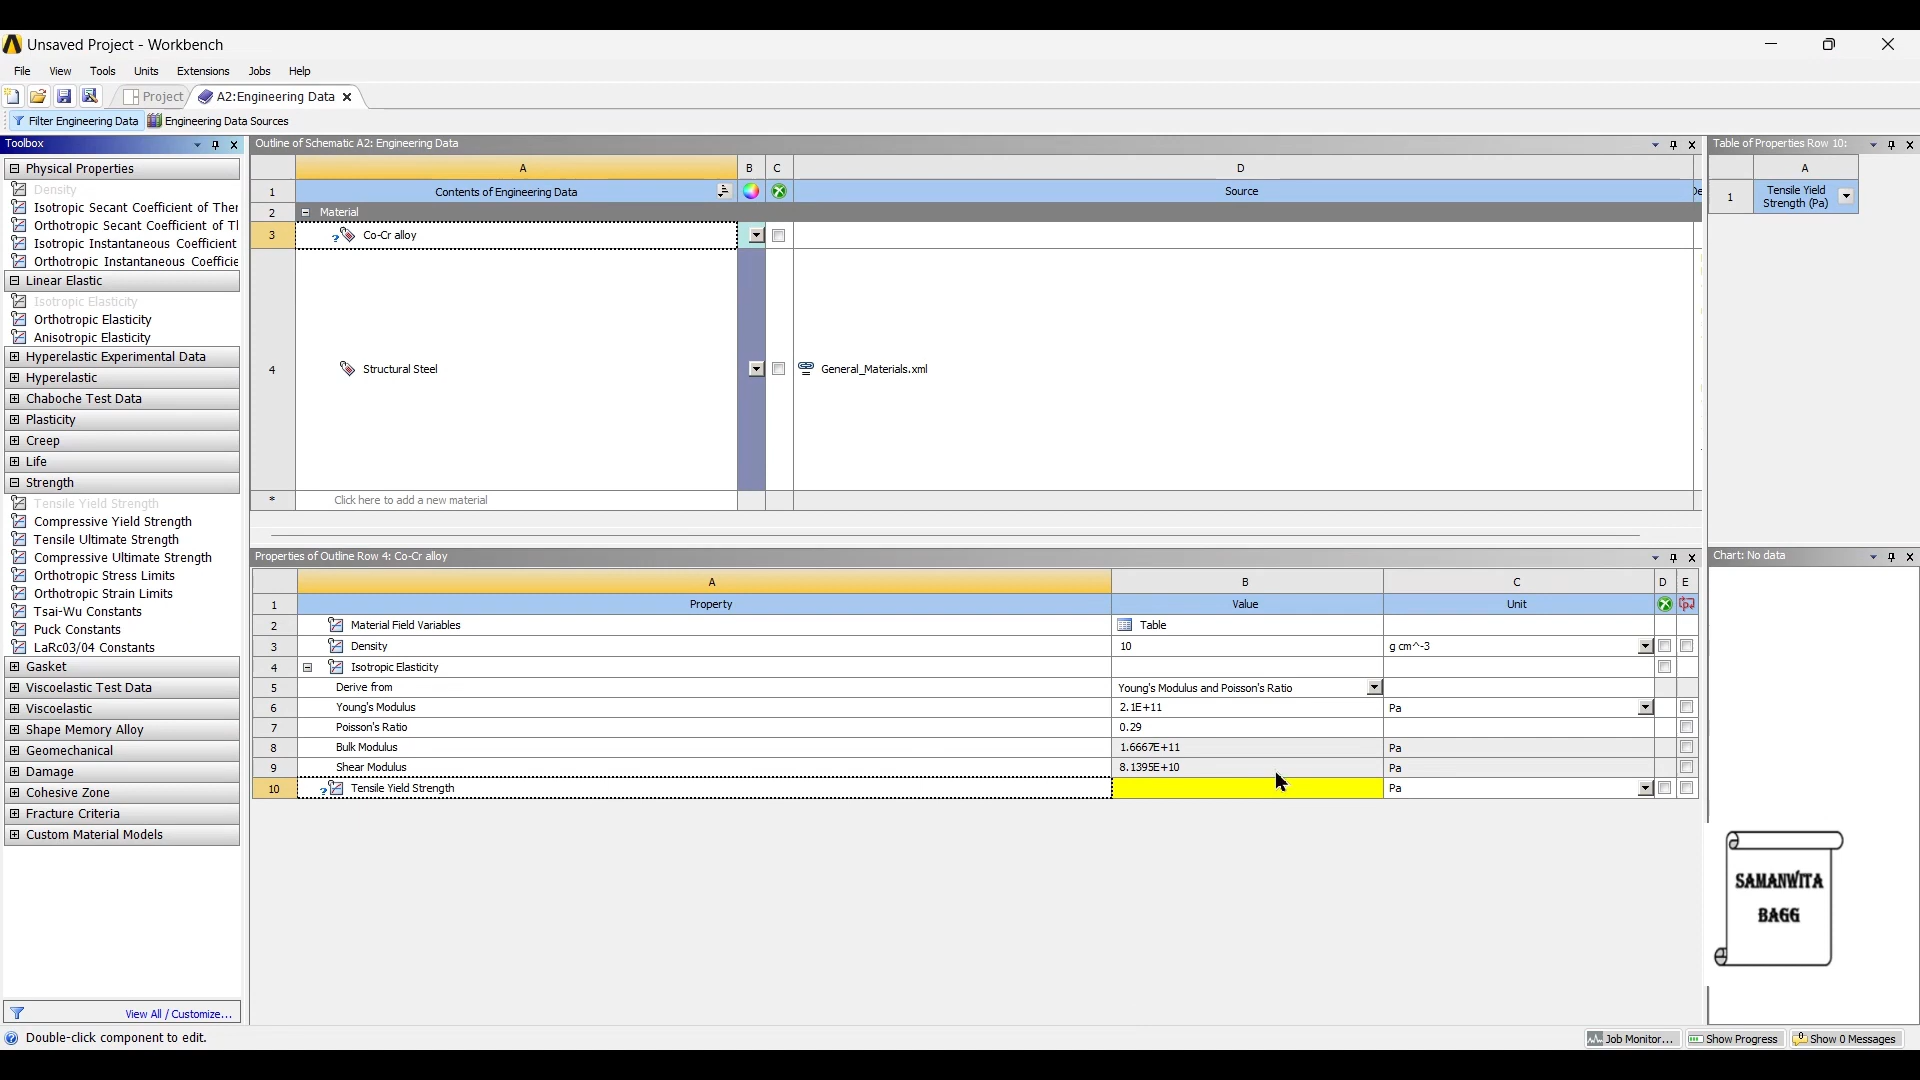 Unsaved Project - Workbench
File View Tools Units Extensions Jobs Help
Project A2:Engineering Data
Filter Engineering Data Engineering Data Sources
Toolbox
Physical Properties
Density
Isotropic Secant Coefficient of Ther
Orthotropic Secant Coefficient of Tl
Isotropic Instantaneous Coefficient
Orthotropic Instantaneous Coefficie
Linear Elastic
Isotropic Elasticity
Orthotropic Elasticity
Anisotropic Elasticity
Hyperelastic Experimental Data
Hyperelastic
Chaboche Test Data
Plasticity
Creep
Life
Strength
Tensile Yield Strength
Compressive Yield Strength
Tensile Ultimate Strength
Compressive Ultimate Strength
Orthotropic Stress Limits
Orthotropic Strain Limits
Tsai-Wu Constants
Puck Constants
LaRc03/04 Constants
Gasket
Viscoelastic Test Data
Viscoelastic
Shape Memory Alloy
Geomechanical
Damage
Cohesive Zone
Fracture Criteria
Custom Material Models
View All / Customize...
Outline of Schematic A2: Engineering Data
A B C D
1 Contents of Engineering Data Source De
2 Material
3 ? Co-Cr alloy
4 Structural Steel General_Materials.xml
* Click here to add a new material
Properties of Outline Row 4: Co-Cr alloy
A B C D E
1 Property Value Unit
2 Material Field Variables Table
3 Density 10 g cm^-3
4 Isotropic Elasticity
5 Derive from Young's Modulus and Poisson's Ratio
6 Young's Modulus 2.1E+11 Pa
7 Poisson's Ratio 0.29
8 Bulk Modulus 1.6667E+11 Pa
9 Shear Modulus 8.1395E+10 Pa
10 ? Tensile Yield Strength Pa
Table of Properties Row 10:
A
1 Tensile Yield
Strength (Pa)
Chart: No data
SAMANWITA
BAGG
Double-click component to edit.
Job Monitor... Show Progress Show 0 Messages